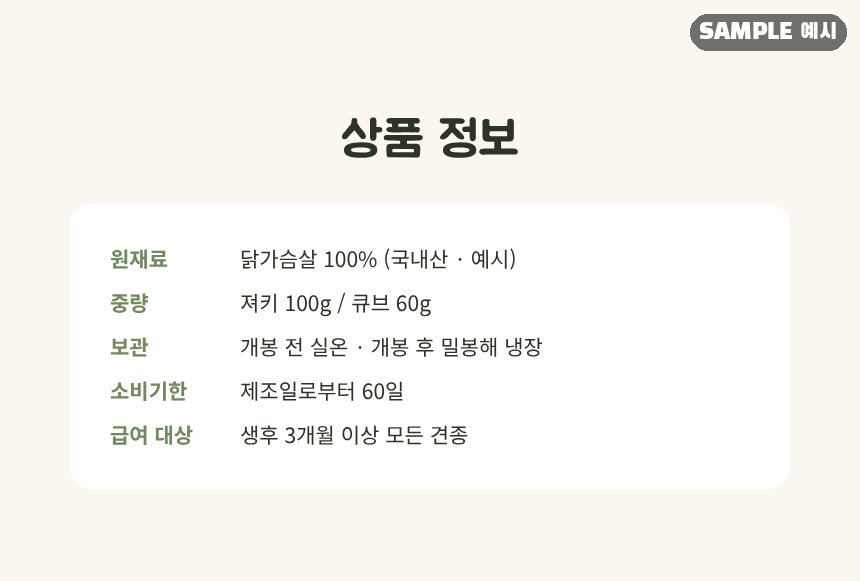 SAMPLE 예시
상품 정보
원재료 닭가슴살 100% (국내산 · 예시)
중량 져키 100g / 큐브 60g
보관 개봉 전 실온 · 개봉 후 밀봉해 냉장
소비기한 제조일로부터 60일
급여 대상 생후 3개월 이상 모든 견종